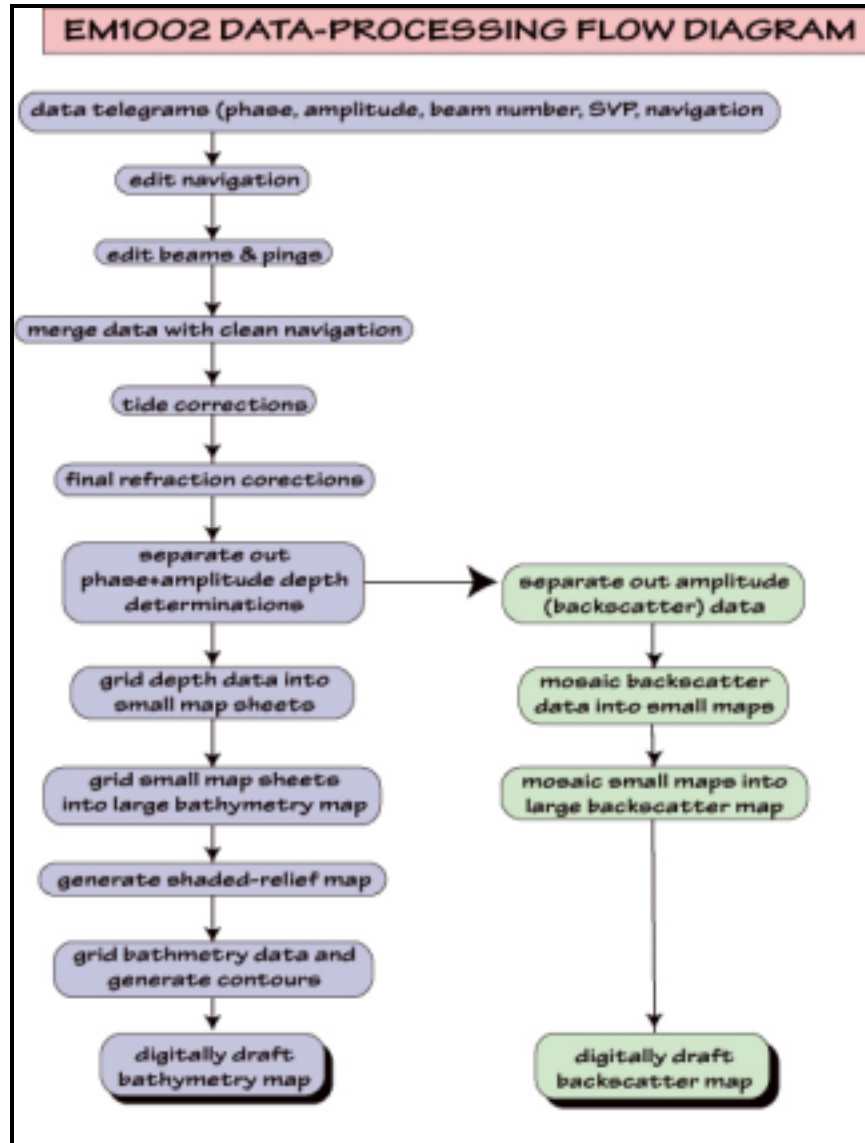 EM1002 DATA-PROCESSING FLOW DIAGRAM
data telegrams (phase, amplitude, beam number, SVP, navigation
edit navigation
edit beams & pings
merge data with clean navigation
tide corrections
final refraction corections
separate out
phase+amplitude depth
determinations
grid depth data into
small map sheets
grid small map sheets
into large bathymetry map
generate shaded-relief map
grid bathmetry data and
generate contours
digitally draft
bathymetry map
separate out amplitude
(backscatter) data
mosaic backscatter
data into small maps
mosaic small maps into
large backscatter map
digitally draft
backscatter map